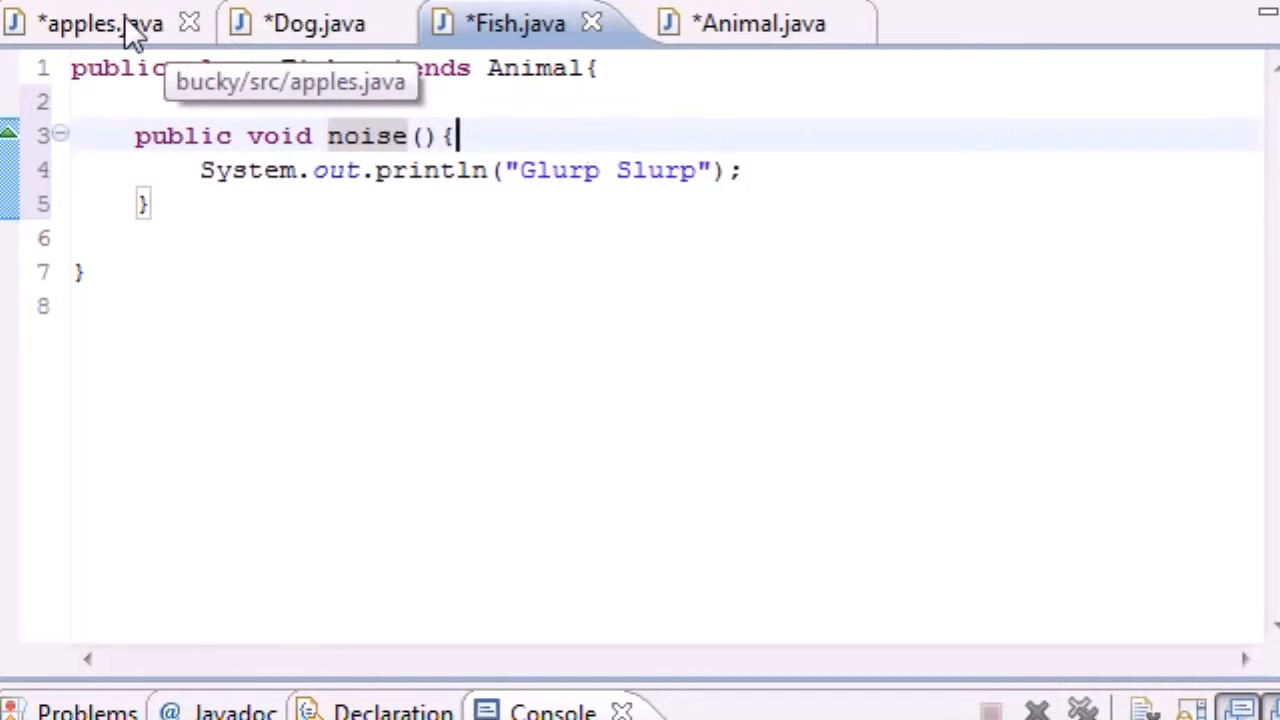 *apples.java *Dog.java *Fish.java *Animal.java
1 public tends Animal{
bucky/src/apples.java
2
3 public void noise(){
4 System.out.println("Glurp Slurp");
5 }
6
7 }
8
Problems @ Javadoc Declaration Console